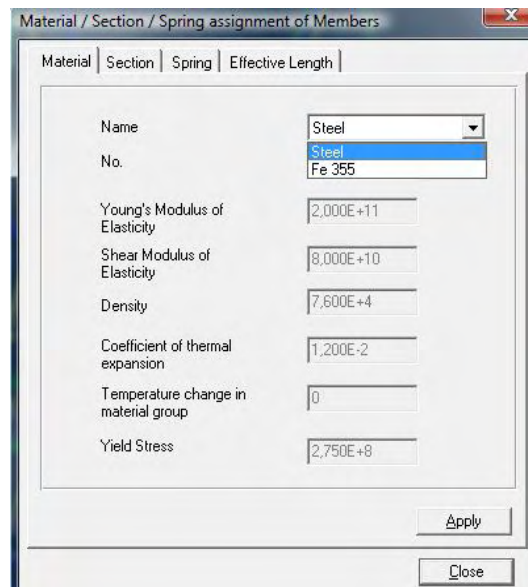 Material / Section / Spring assignment of Members
X
Material Section Spring Effective Length
Name
Steel
Steel
Fe 355
No.
Young's Modulus of
Elasticity
2,000E+11
Shear Modulus of
Elasticity
8,000E+10
Density
7,600E+4
Coefficient of thermal
expansion
1,200E-2
Temperature change in
material group
0
Yield Stress
2,750E+8
Apply
Close